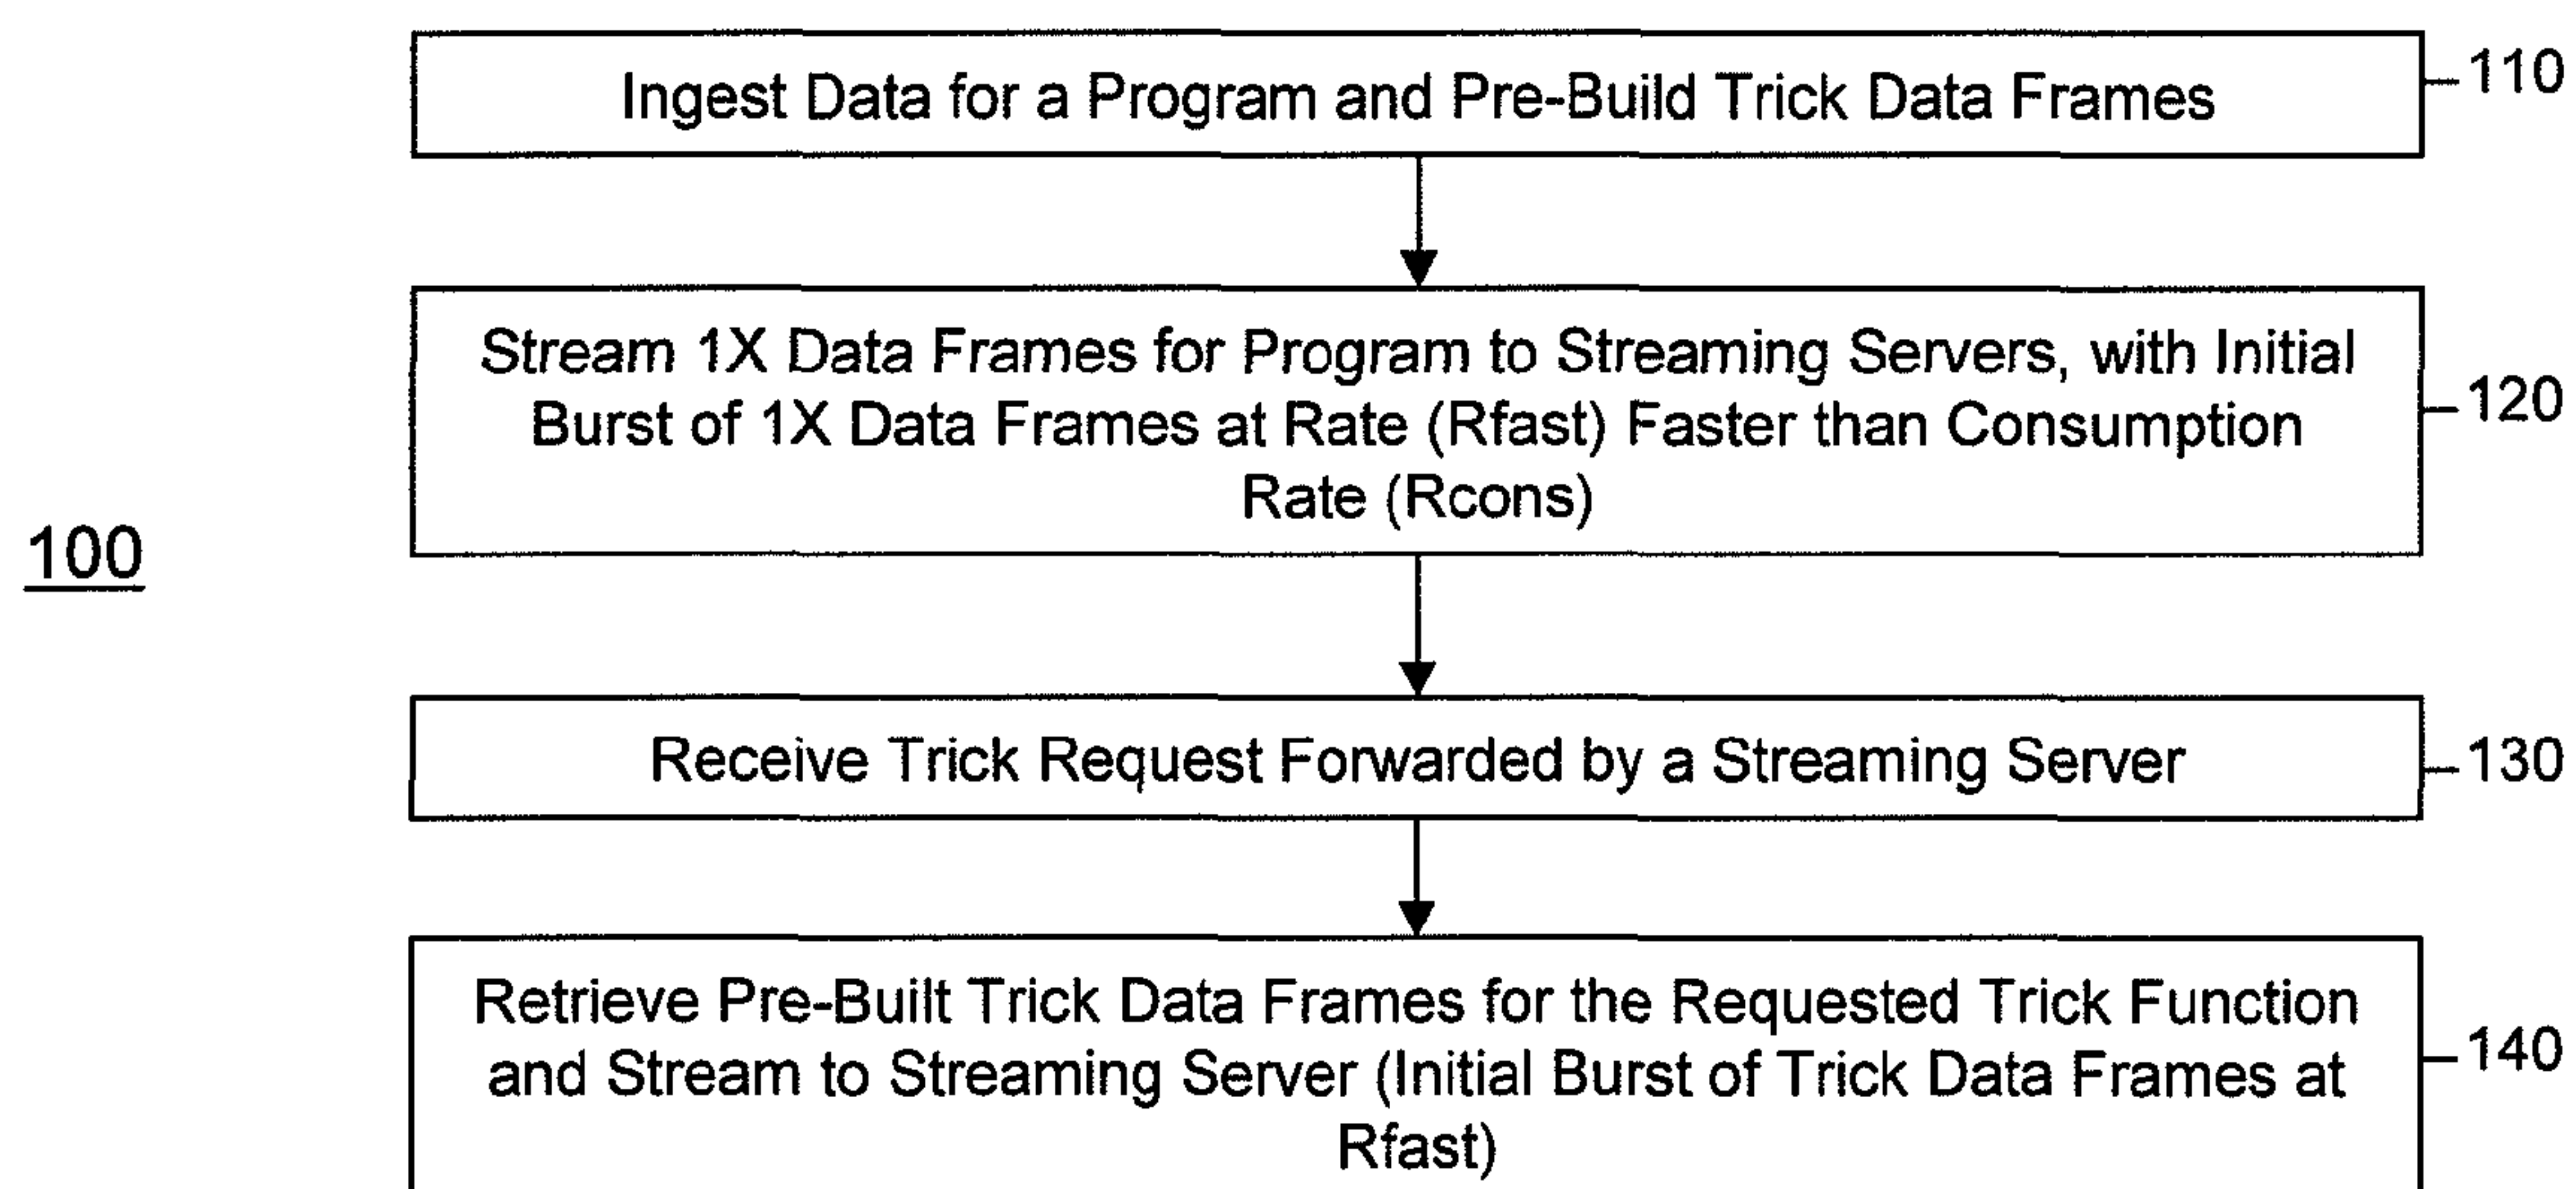 Ingest Data for a Program and Pre-Build Trick Data Frames
110
Stream 1X Data Frames for Program to Streaming Servers, with Initial
Burst of 1X Data Frames at Rate (Rfast) Faster than Consumption
Rate (Rcons)
120
100
Receive Trick Request Forwarded by a Streaming Server
130
Retrieve Pre-Built Trick Data Frames for the Requested Trick Function
and Stream to Streaming Server (Initial Burst of Trick Data Frames at
Rfast)
140